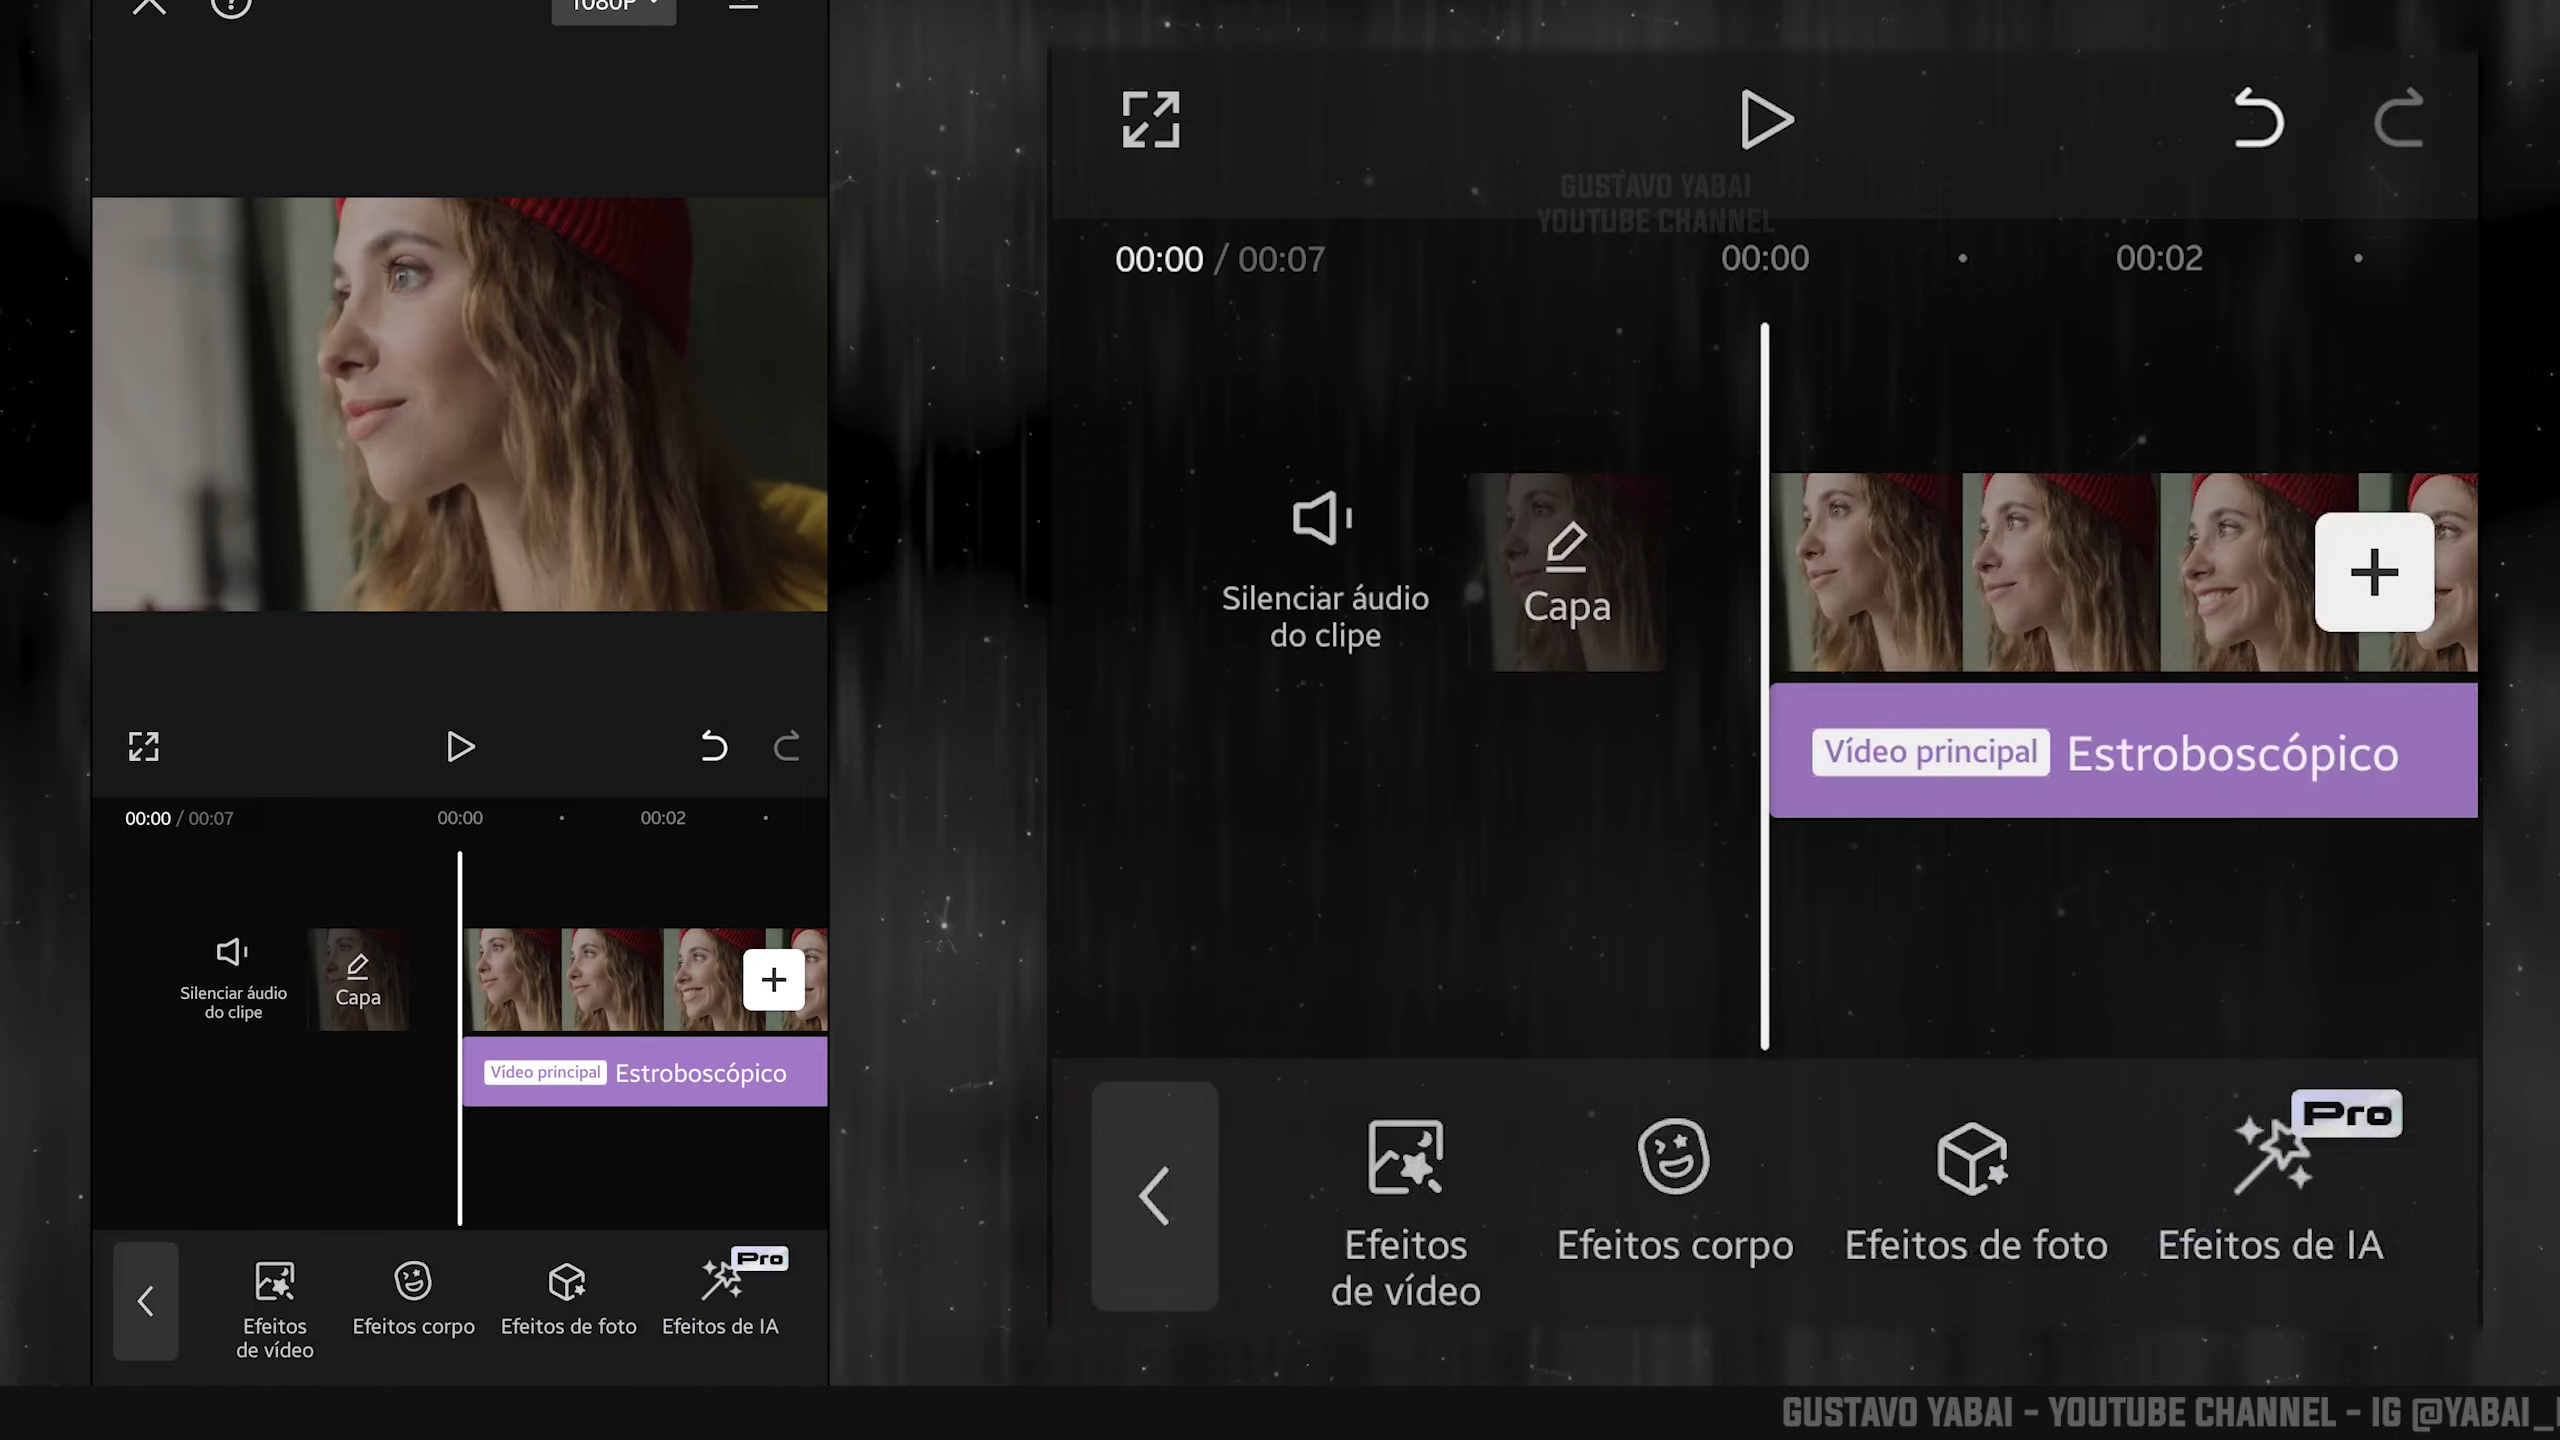 1080P
00:00 / 00:07
00:00
00:02
Silenciar áudio
do clipe
Capa
Vídeo principal
Estroboscópico
Efeitos
de vídeo
Efeitos corpo
Efeitos de foto
Pro
Efeitos de IA
GUSTAVO YABAI
YOUTUBE CHANNEL
00:00 / 00:07
00:00
00:02
Silenciar áudio
do clipe
Capa
Vídeo principal
Estroboscópico
Efeitos
de vídeo
Efeitos corpo
Efeitos de foto
Pro
Efeitos de IA
GUSTAVO YABAI - YOUTUBE CHANNEL - IG @YABAI_